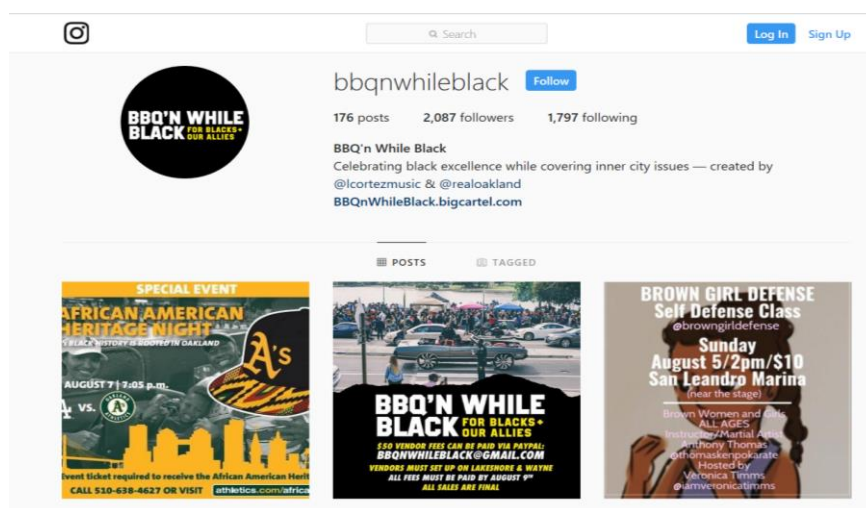 Search
Log In
Sign Up
BBQ'N WHILE
BLACK FOR BLACKS+
OUR ALLIES
bbqnwhileblack
Follow
176 posts 2,087 followers 1,797 following
BBQ'n While Black
Celebrating black excellence while covering inner city issues — created by
@lcortezmusic & @realoakland
BBQnWhileBlack.bigcartel.com
POSTS
TAGGED
SPECIAL EVENT
AFRICAN AMERICAN
HERITAGE NIGHT
BLACK HISTORY IS ROOTED IN OAKLAND
AUGUST 7 | 7:05 p.m.
VS.
A's
Event ticket required to receive the African American Herit
CALL 510-638-4627 OR VISIT athletics.com/africa
BBQ'N WHILE
BLACK FOR BLACKS+
OUR ALLIES
$50 VENDOR FEES CAN BE PAID VIA PAYPAL:
BBQNWHILEBLACK@GMAIL.COM
VENDORS MUST SET UP ON LAKESHORE & WAYNE
ALL FEES MUST BE PAID BY AUGUST 9TH
ALL SALES ARE FINAL
BROWN GIRL DEFENSE
Self Defense Class
@browngirldefense
Sunday
August 5/2pm/$10
San Leandro Marina
(near the stage)
Brown Women and Girls
ALL AGES
Instructor/Martial Artist
Anthony Thomas
@thomaskenpokarate
Hosted by
Veronica Timms
@iamveronicatimms